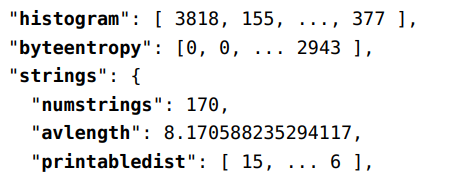 "histogram": [ 3818, 155, ..., 377 ],
"byteentropy": [0, 0, ... 2943 ],
"strings": {
"numstrings": 170,
"avlength": 8.170588235294117,
"printabledist": [ 15, ... 6 ],